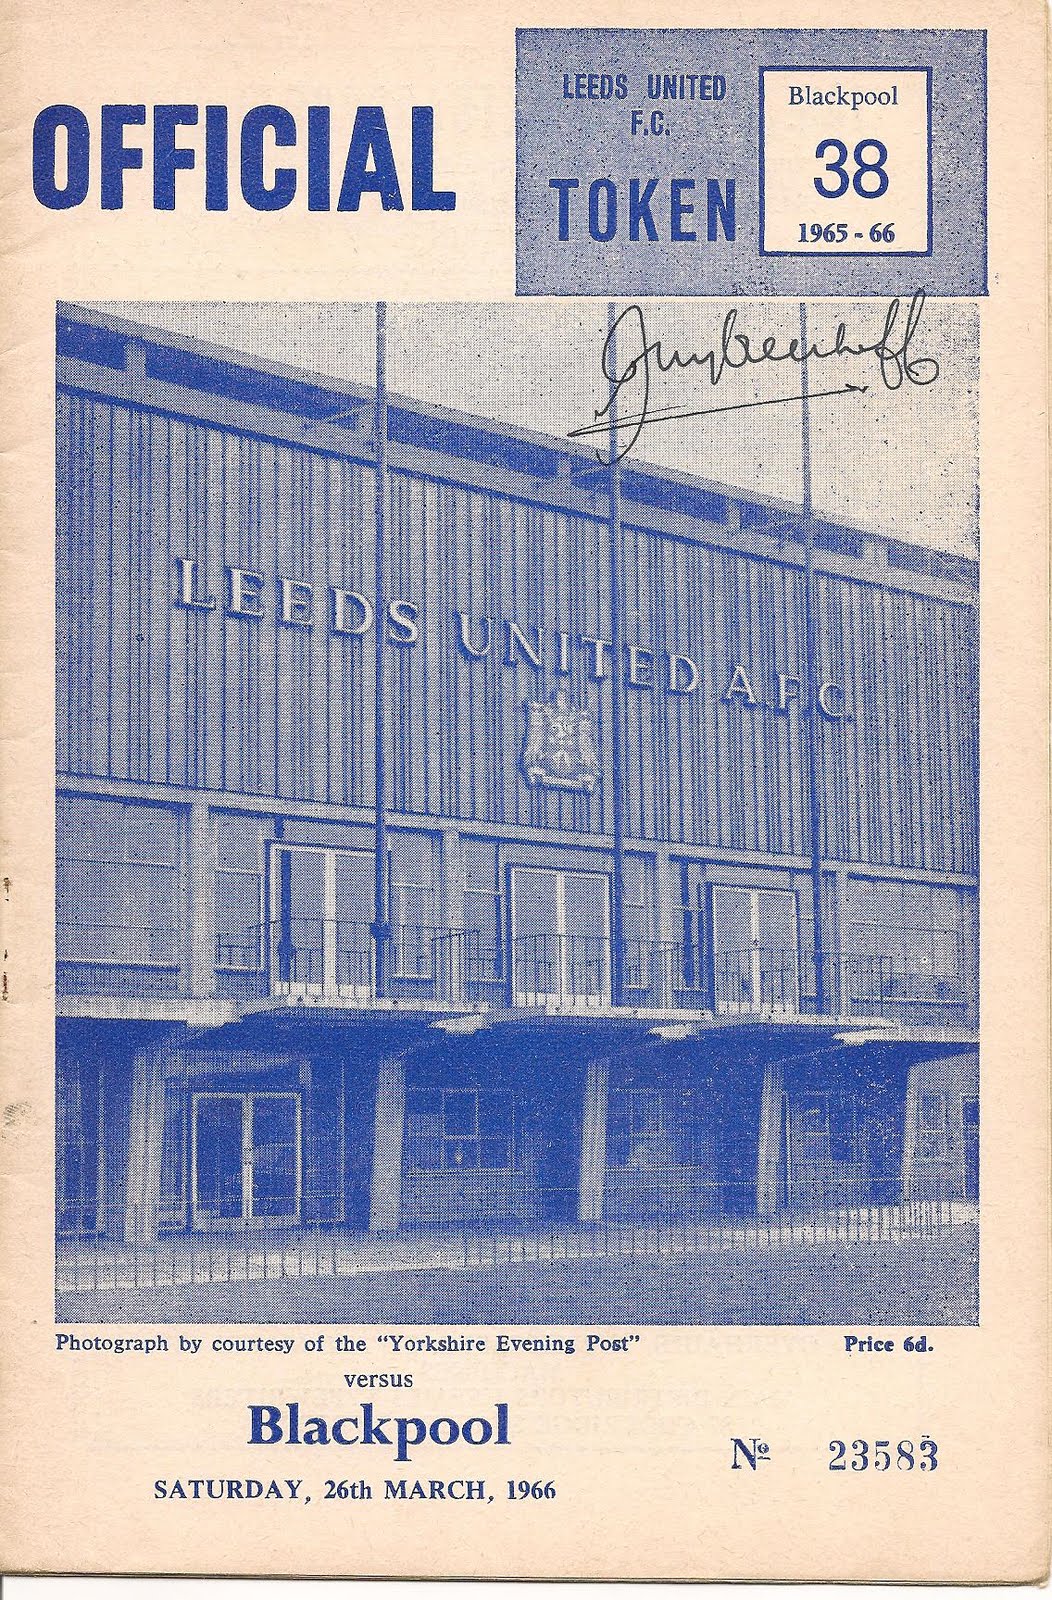 OFFICIAL
LEEDS UNITED
F.C.
TOKEN
Blackpool
38
1965 - 66
LEEDS UNITED A.F.C.
Photograph by courtesy of the "Yorkshire Evening Post"
Price 6d.
versus
Blackpool
SATURDAY, 26th MARCH, 1966
Nº 23583